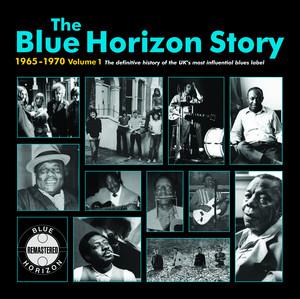 The
Blue Horizon Story
1965-1970 Volume 1 The definitive history of the UK's most influential blues label
BLUE
REMASTERED
HORIZON